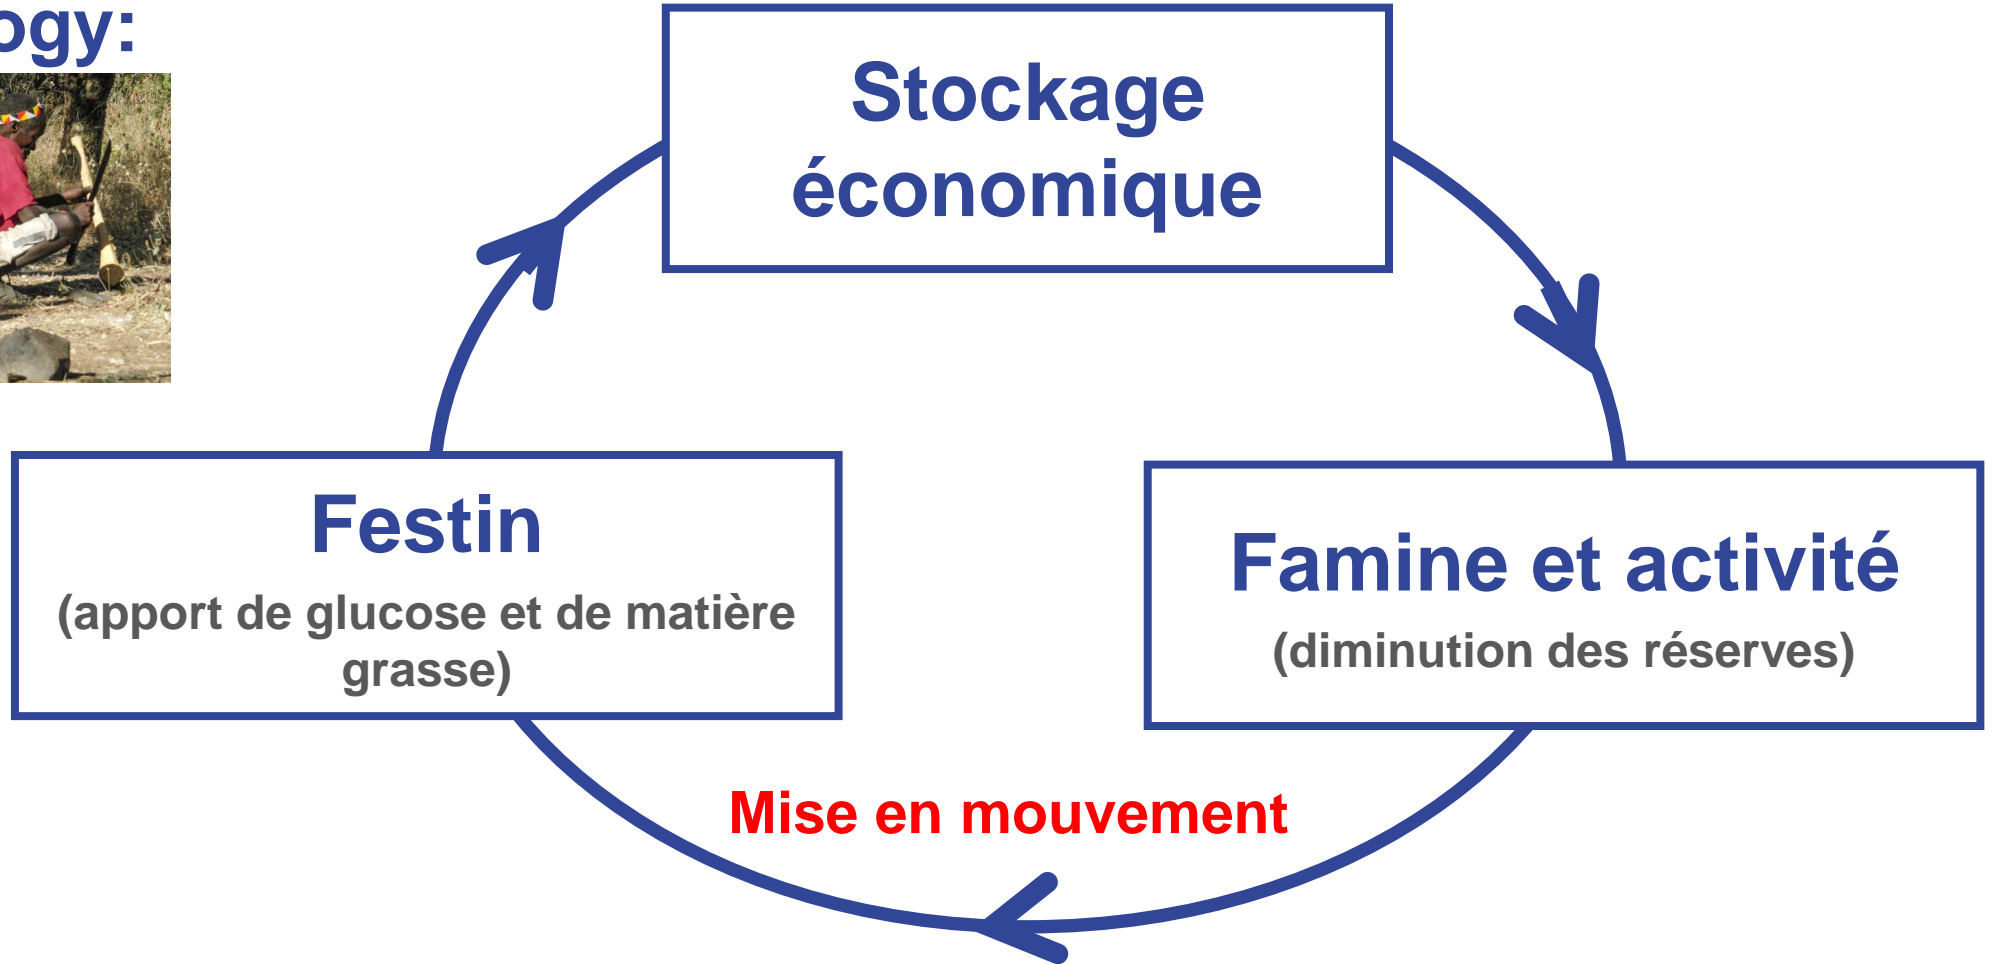 ogy:
Stockage
économique
Festin
(apport de glucose et de matière
grasse)
Famine et activité
(diminution des réserves)
Mise en mouvement